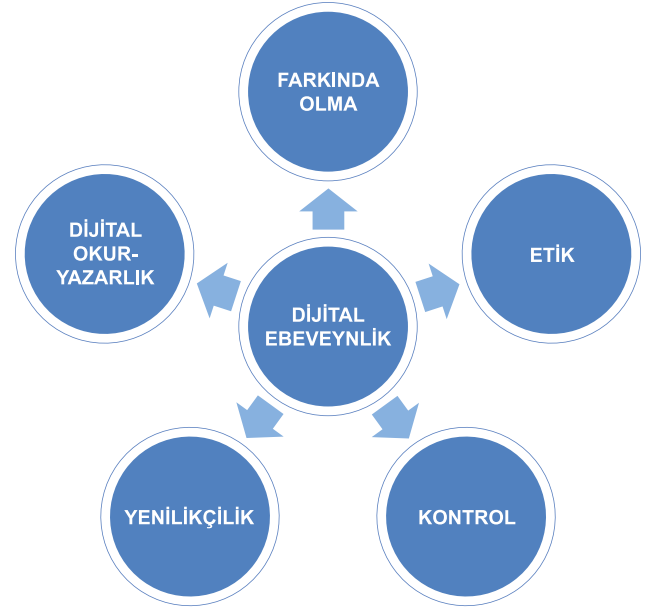 FARKINDA
OLMA
DİJİTAL
OKUR-
YAZARLIK
ETİK
DİJİTAL
EBEVEYNLİK
YENİLİKÇİLİK
KONTROL